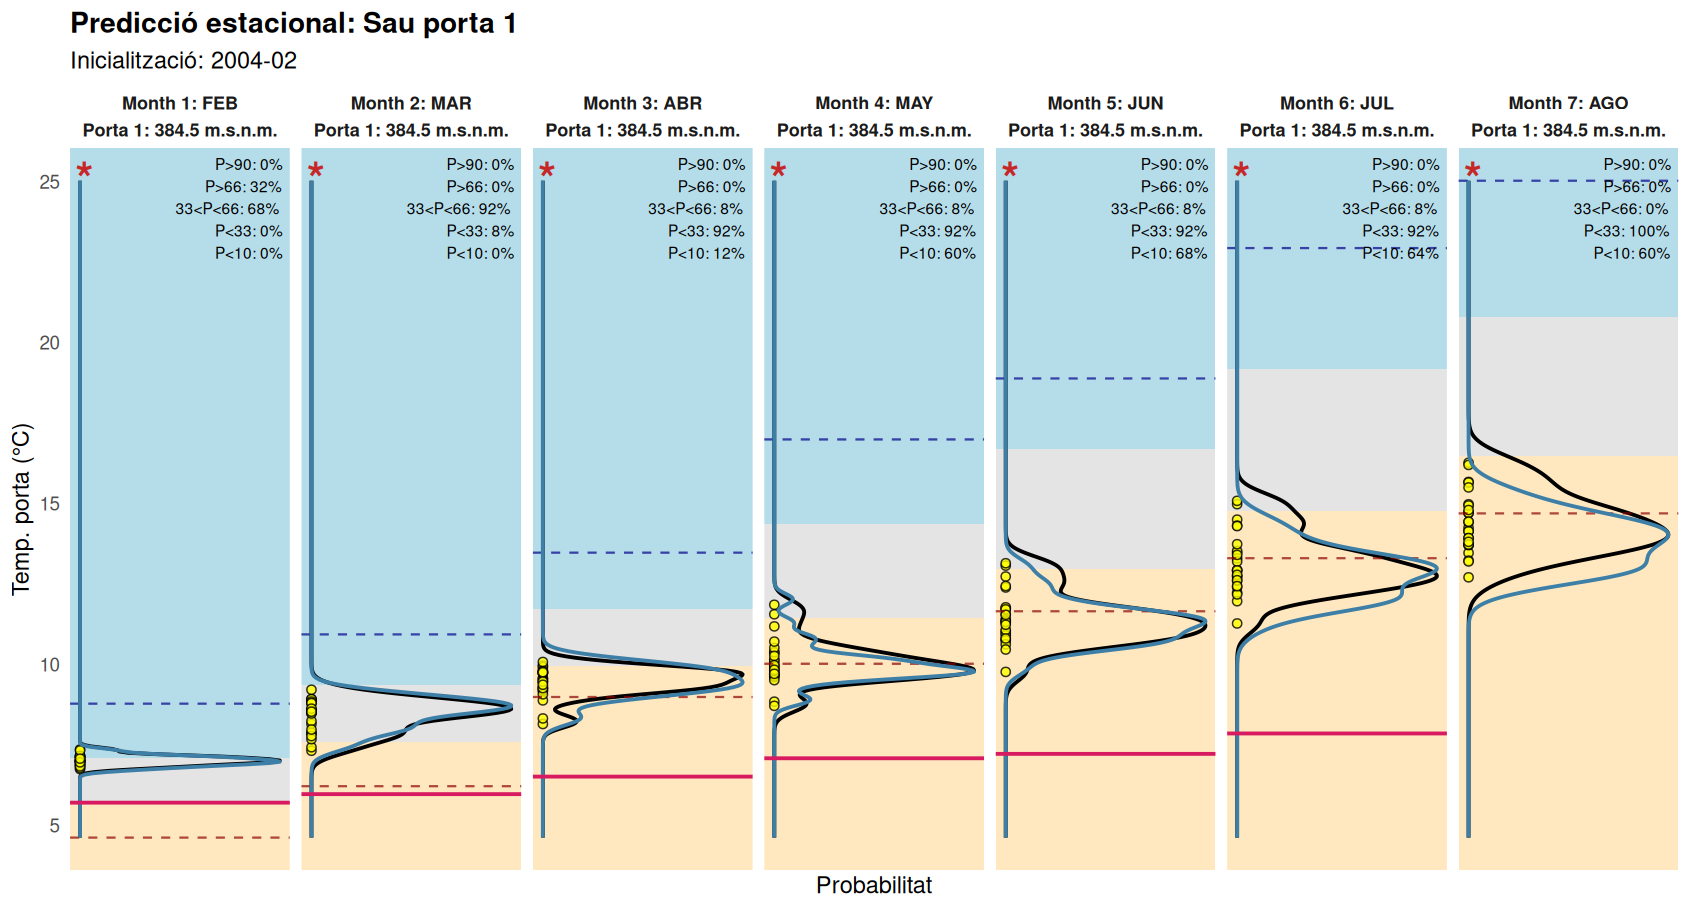 Predicció estacional: Sau porta 1
Inicialització: 2004-02
Month 1: FEB
Porta 1: 384.5 m.s.n.m.
Month 2: MAR
Porta 1: 384.5 m.s.n.m.
Month 3: ABR
Porta 1: 384.5 m.s.n.m.
Month 4: MAY
Porta 1: 384.5 m.s.n.m.
Month 5: JUN
Porta 1: 384.5 m.s.n.m.
Month 6: JUL
Porta 1: 384.5 m.s.n.m.
Month 7: AGO
Porta 1: 384.5 m.s.n.m.
*
P>90: 0%
P>66: 32%
33<P<66: 68%
P<33: 0%
P<10: 0%
*
P>90: 0%
P>66: 0%
33<P<66: 92%
P<33: 8%
P<10: 0%
*
P>90: 0%
P>66: 0%
33<P<66: 8%
P<33: 92%
P<10: 12%
*
P>90: 0%
P>66: 0%
33<P<66: 8%
P<33: 92%
P<10: 60%
*
P>90: 0%
P>66: 0%
33<P<66: 8%
P<33: 92%
P<10: 68%
*
P>90: 0%
P>66: 0%
33<P<66: 8%
P<33: 92%
P<10: 64%
*
P>90: 0%
P>66: 0%
33<P<66: 0%
P<33: 100%
P<10: 60%
25
20
15
10
5
Temp. porta (°C)
Probabilitat